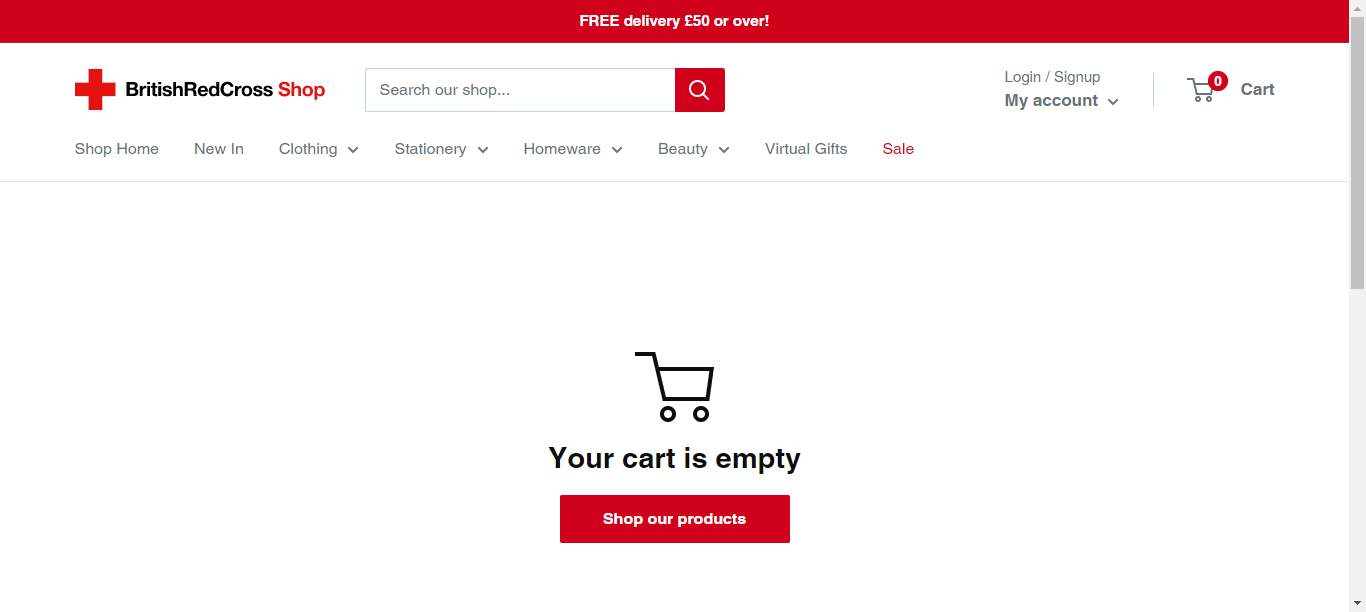 FREE delivery £50 or over!
BritishRedCross Shop
Search our shop...
Login / Signup
My account
0
Cart
Shop Home
New In
Clothing
Stationery
Homeware
Beauty
Virtual Gifts
Sale
Your cart is empty
Shop our products